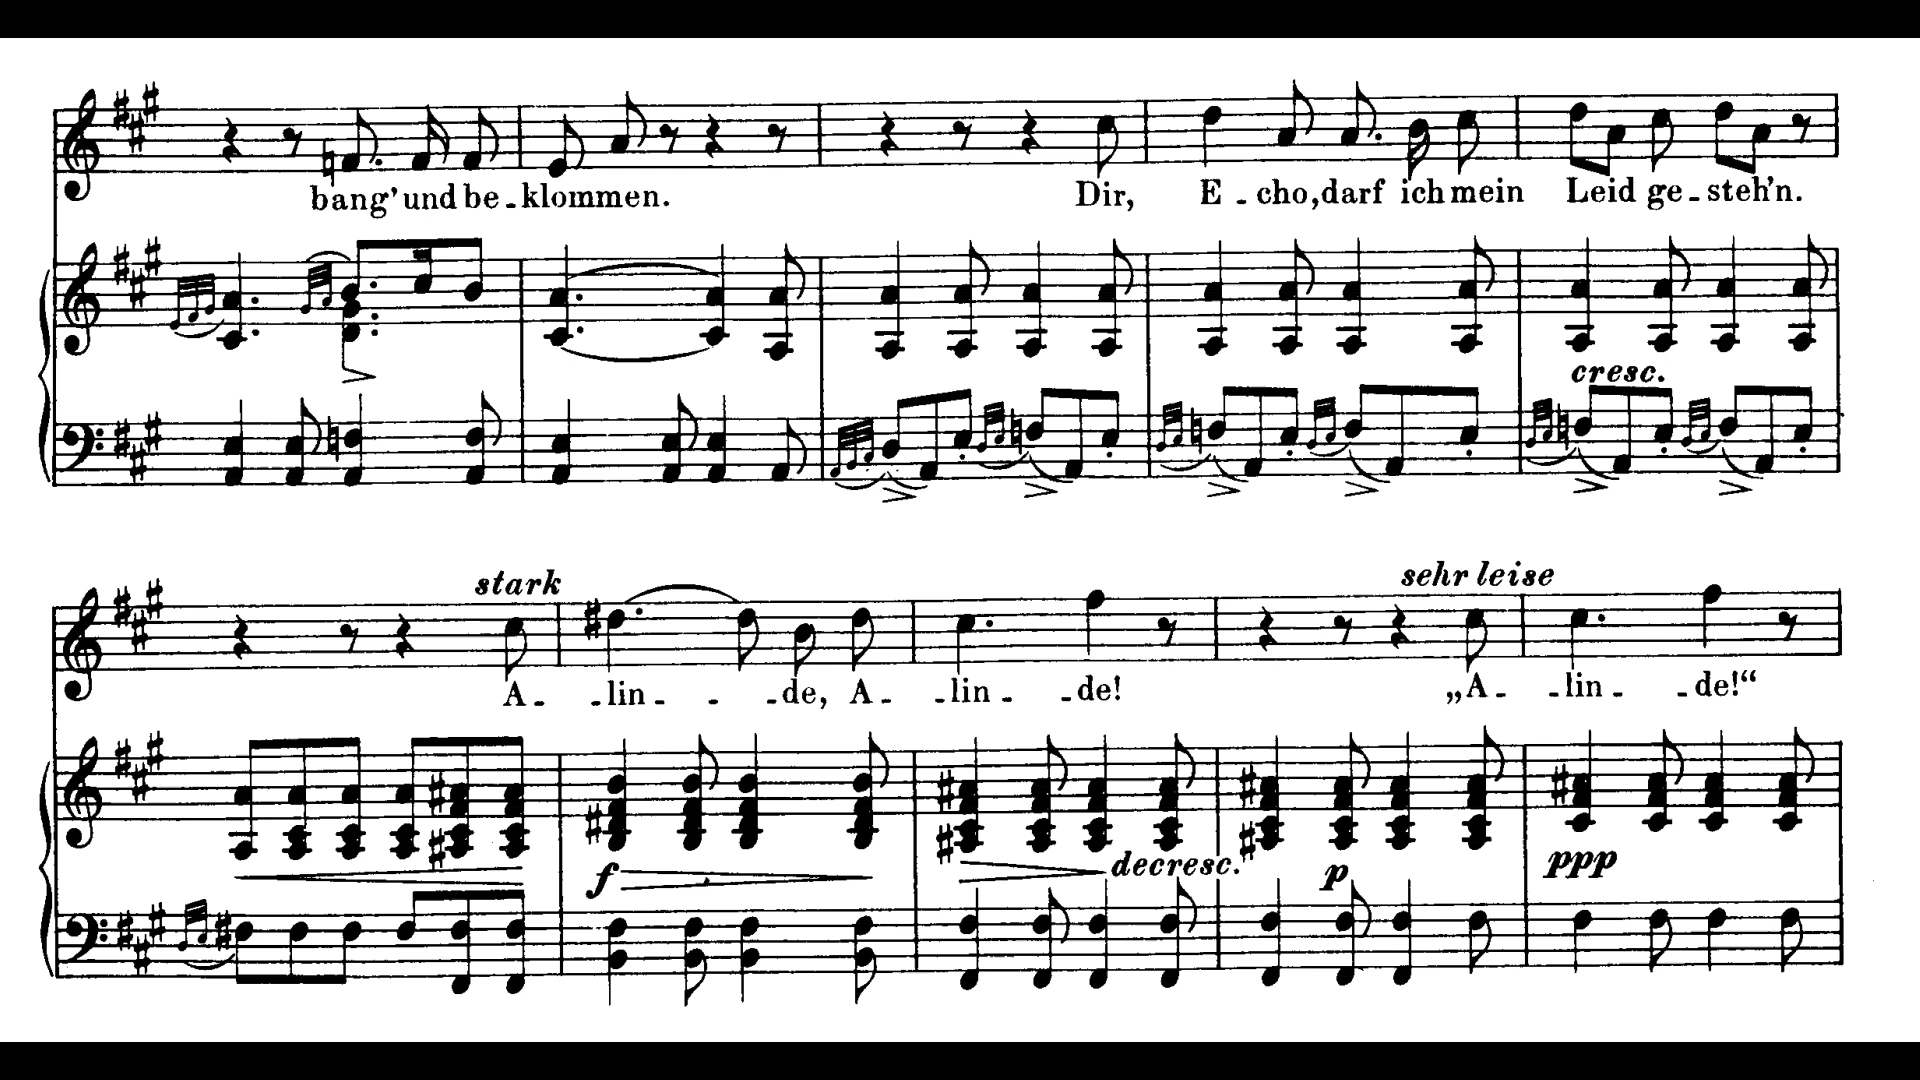 bang' und be - klommen.
Dir, E - cho, darf ich mein Leid ge - steh'n.
cresc.
stark
sehr leise
A - - lin - - - de, A - - lin - - de!
„A - - lin - - de!“
f
decresc.
p
ppp